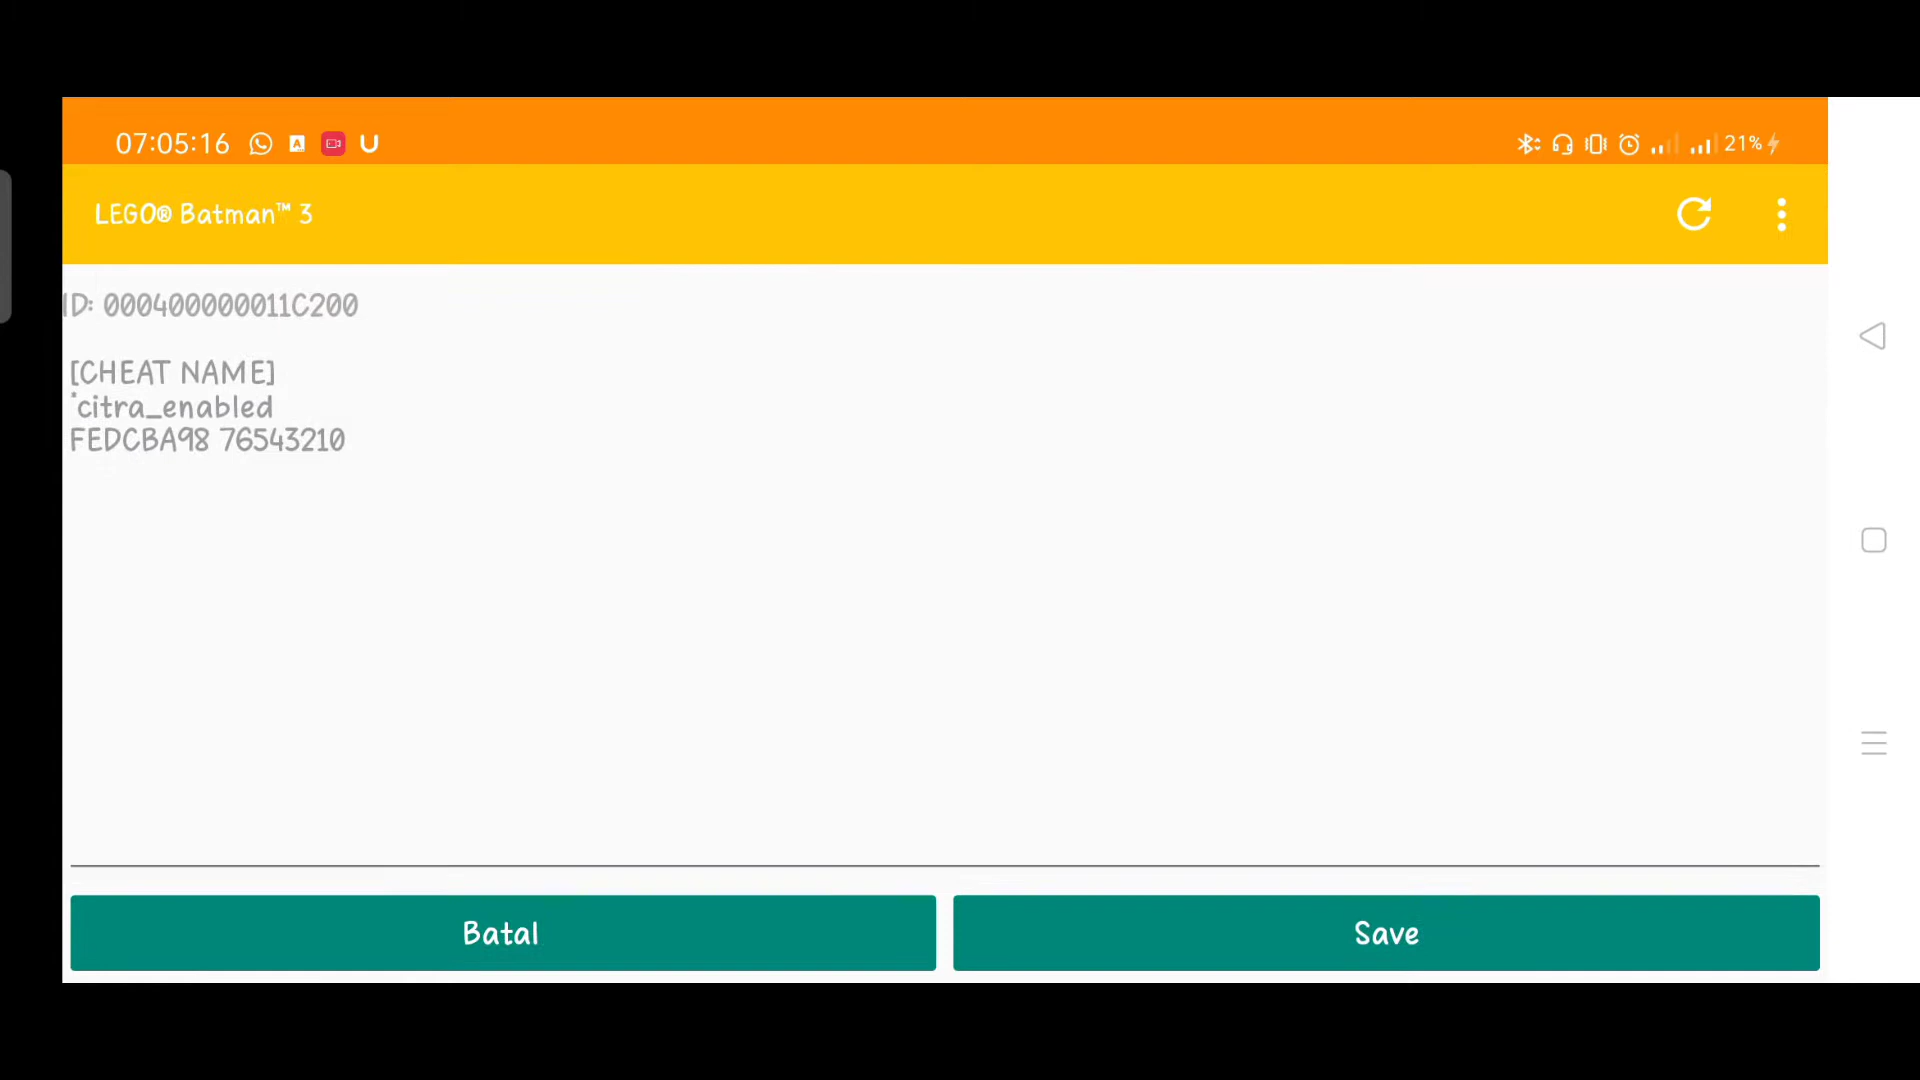 07:05:16 A U 21%
LEGO® Batman™ 3
ID: 000400000011C200
[CHEAT NAME]
*citra_enabled
FEDCBA98 76543210
Batal
Save